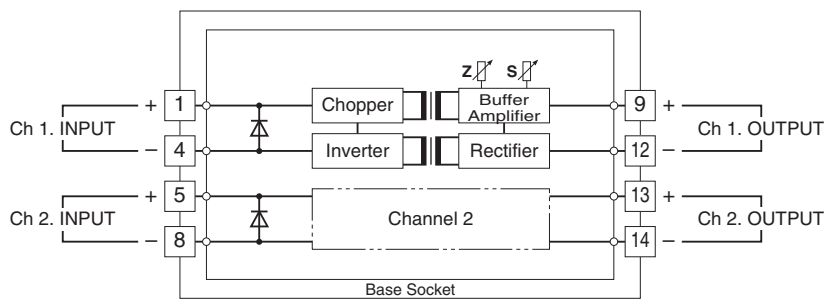 Z S
+ 1 Chopper Buffer Amplifier 9 +
Ch 1. INPUT Ch 1. OUTPUT
− 4 Inverter Rectifier 12 −
+ 5 13 +
Ch 2. INPUT Channel 2 Ch 2. OUTPUT
− 8 14 −
Base Socket